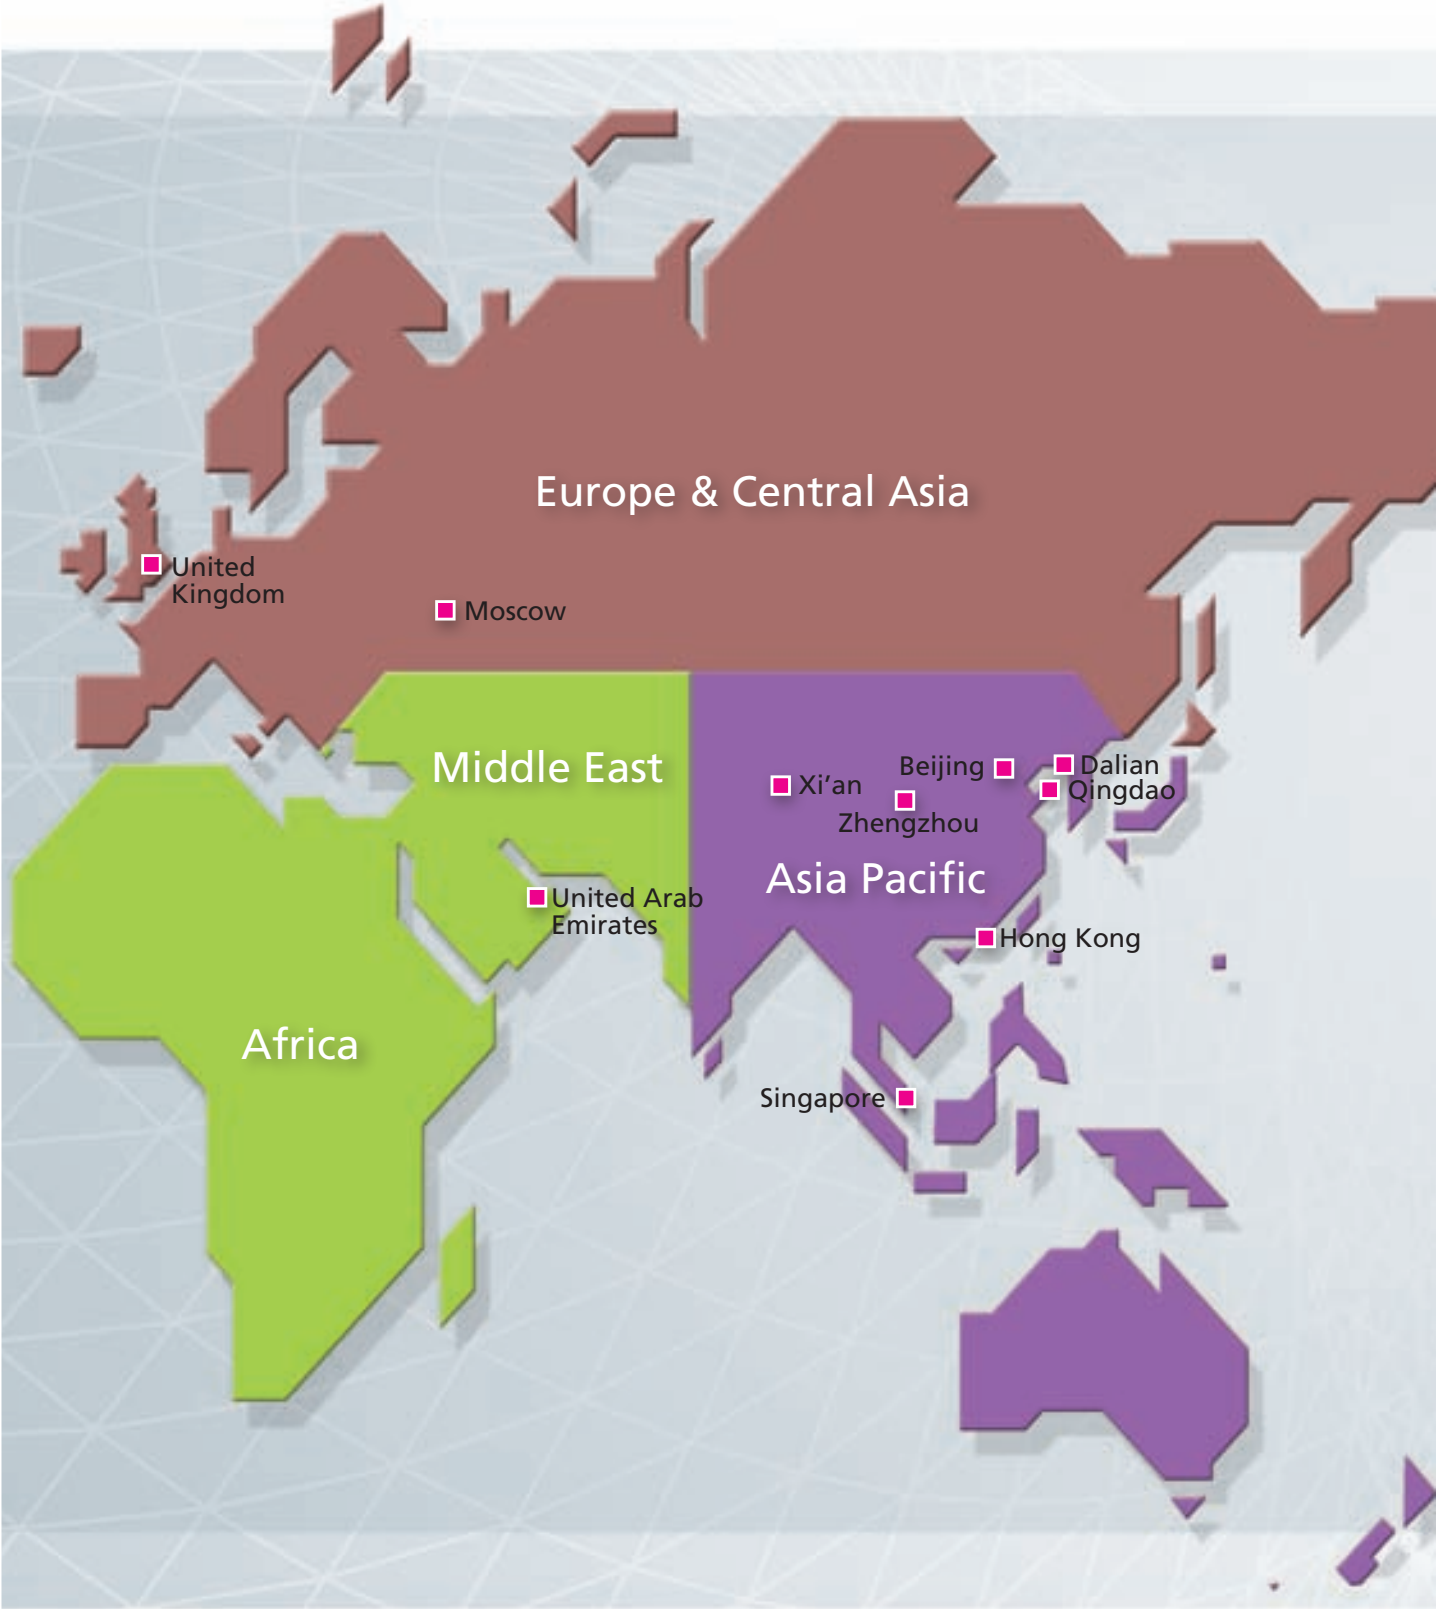 Europe & Central Asia
United
Kingdom
Moscow
Middle East
Beijing
Dalian
Xi’an
Qingdao
Zhengzhou
Asia Pacific
United Arab
Emirates
Hong Kong
Africa
Singapore